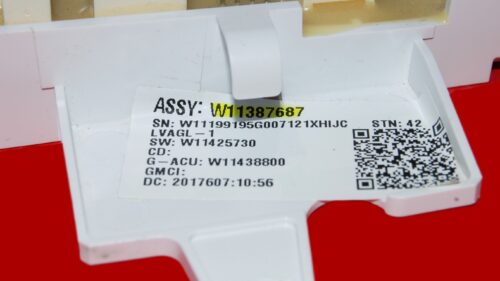 ASSY: W11387687
SN: W11199195G007121XHIJC STN: 42
LVAGL-1
SW: W11425730
CD:
G-ACU: W11438800
GMCI:
DC: 2017607:10:56